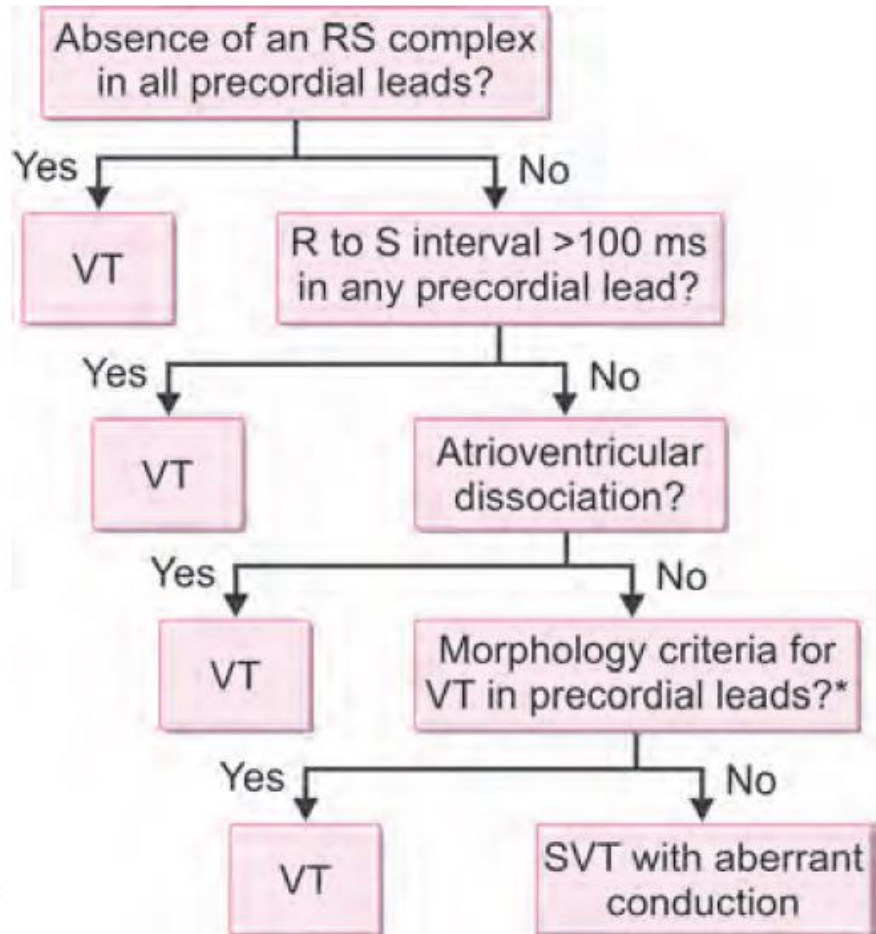 Absence of an RS complex
in all precordial leads?
Yes
No
VT
R to S interval >100 ms
in any precordial lead?
Yes
No
VT
Atrioventricular
dissociation?
Yes
No
VT
Morphology criteria for
VT in precordial leads?*
Yes
No
VT
SVT with aberrant
conduction